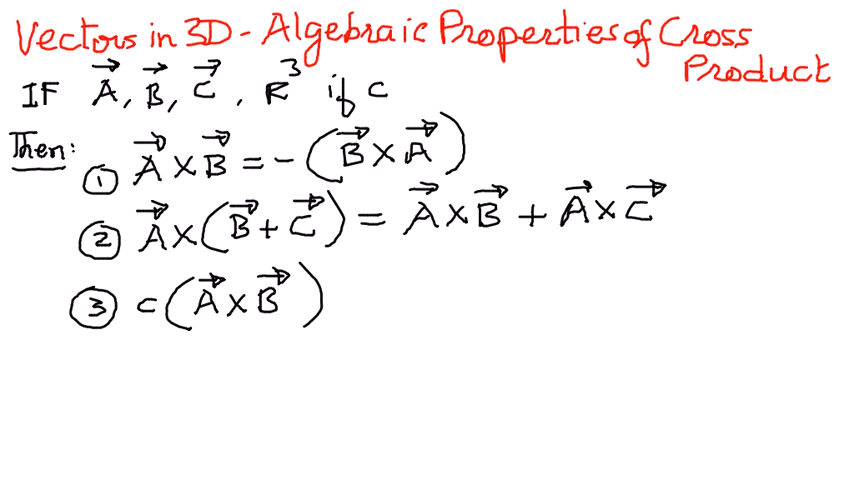 Vectors in 3D - Algebraic Properties of Cross
Product
IF A⃗, B⃗, C⃗, R³ if c
Then:
① A⃗ × B⃗ = - (B⃗ × A⃗)
② A⃗ × (B⃗ + C⃗) = A⃗ × B⃗ + A⃗ × C⃗
③ c (A⃗ × B⃗)